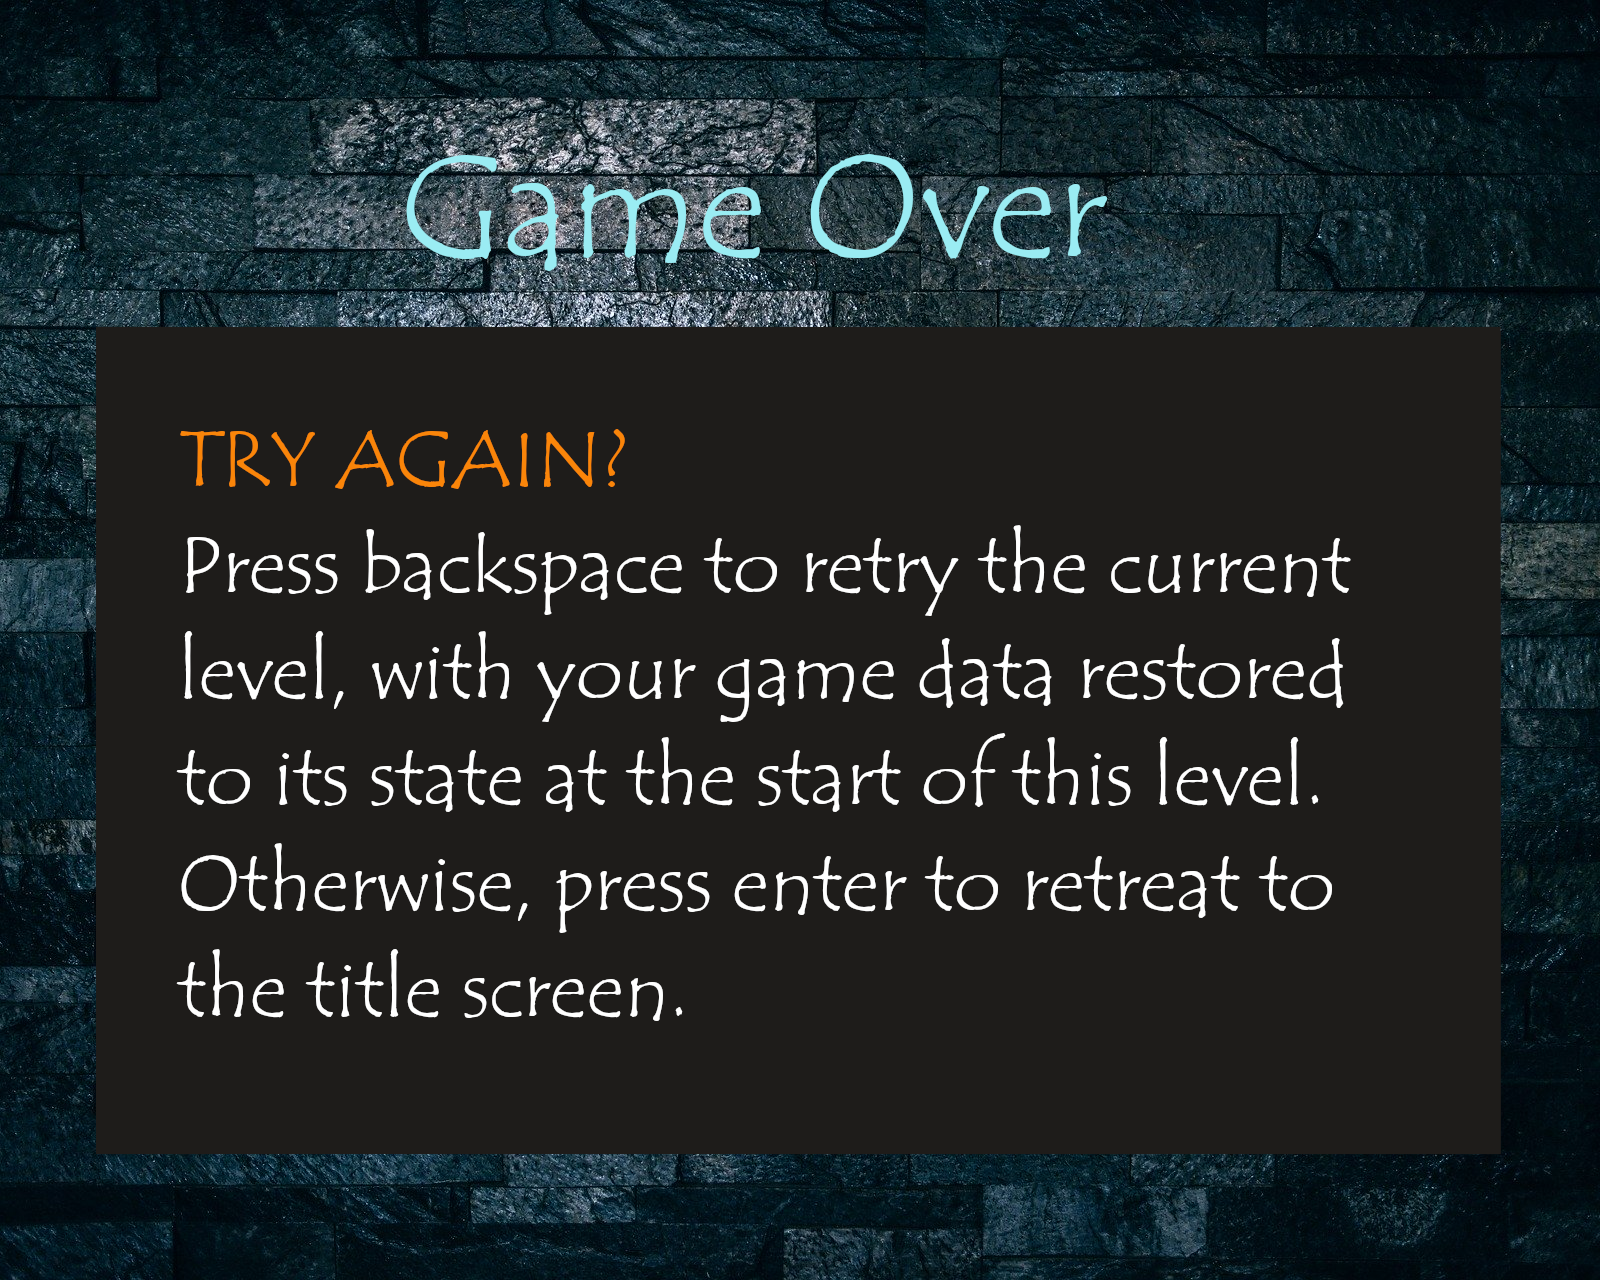 Game Over
TRY AGAIN?
Press backspace to retry the current
level, with your game data restored
to its state at the start of this level.
Otherwise, press enter to retreat to
the title screen.